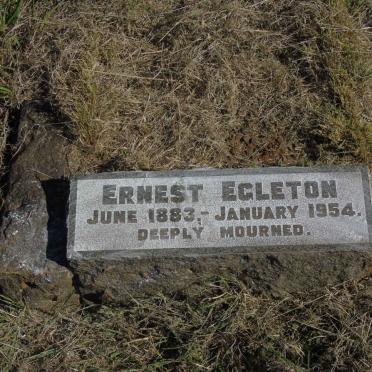 ERNEST EGLETON
JUNE 1883,- JANUARY 1954.
DEEPLY MOURNED.